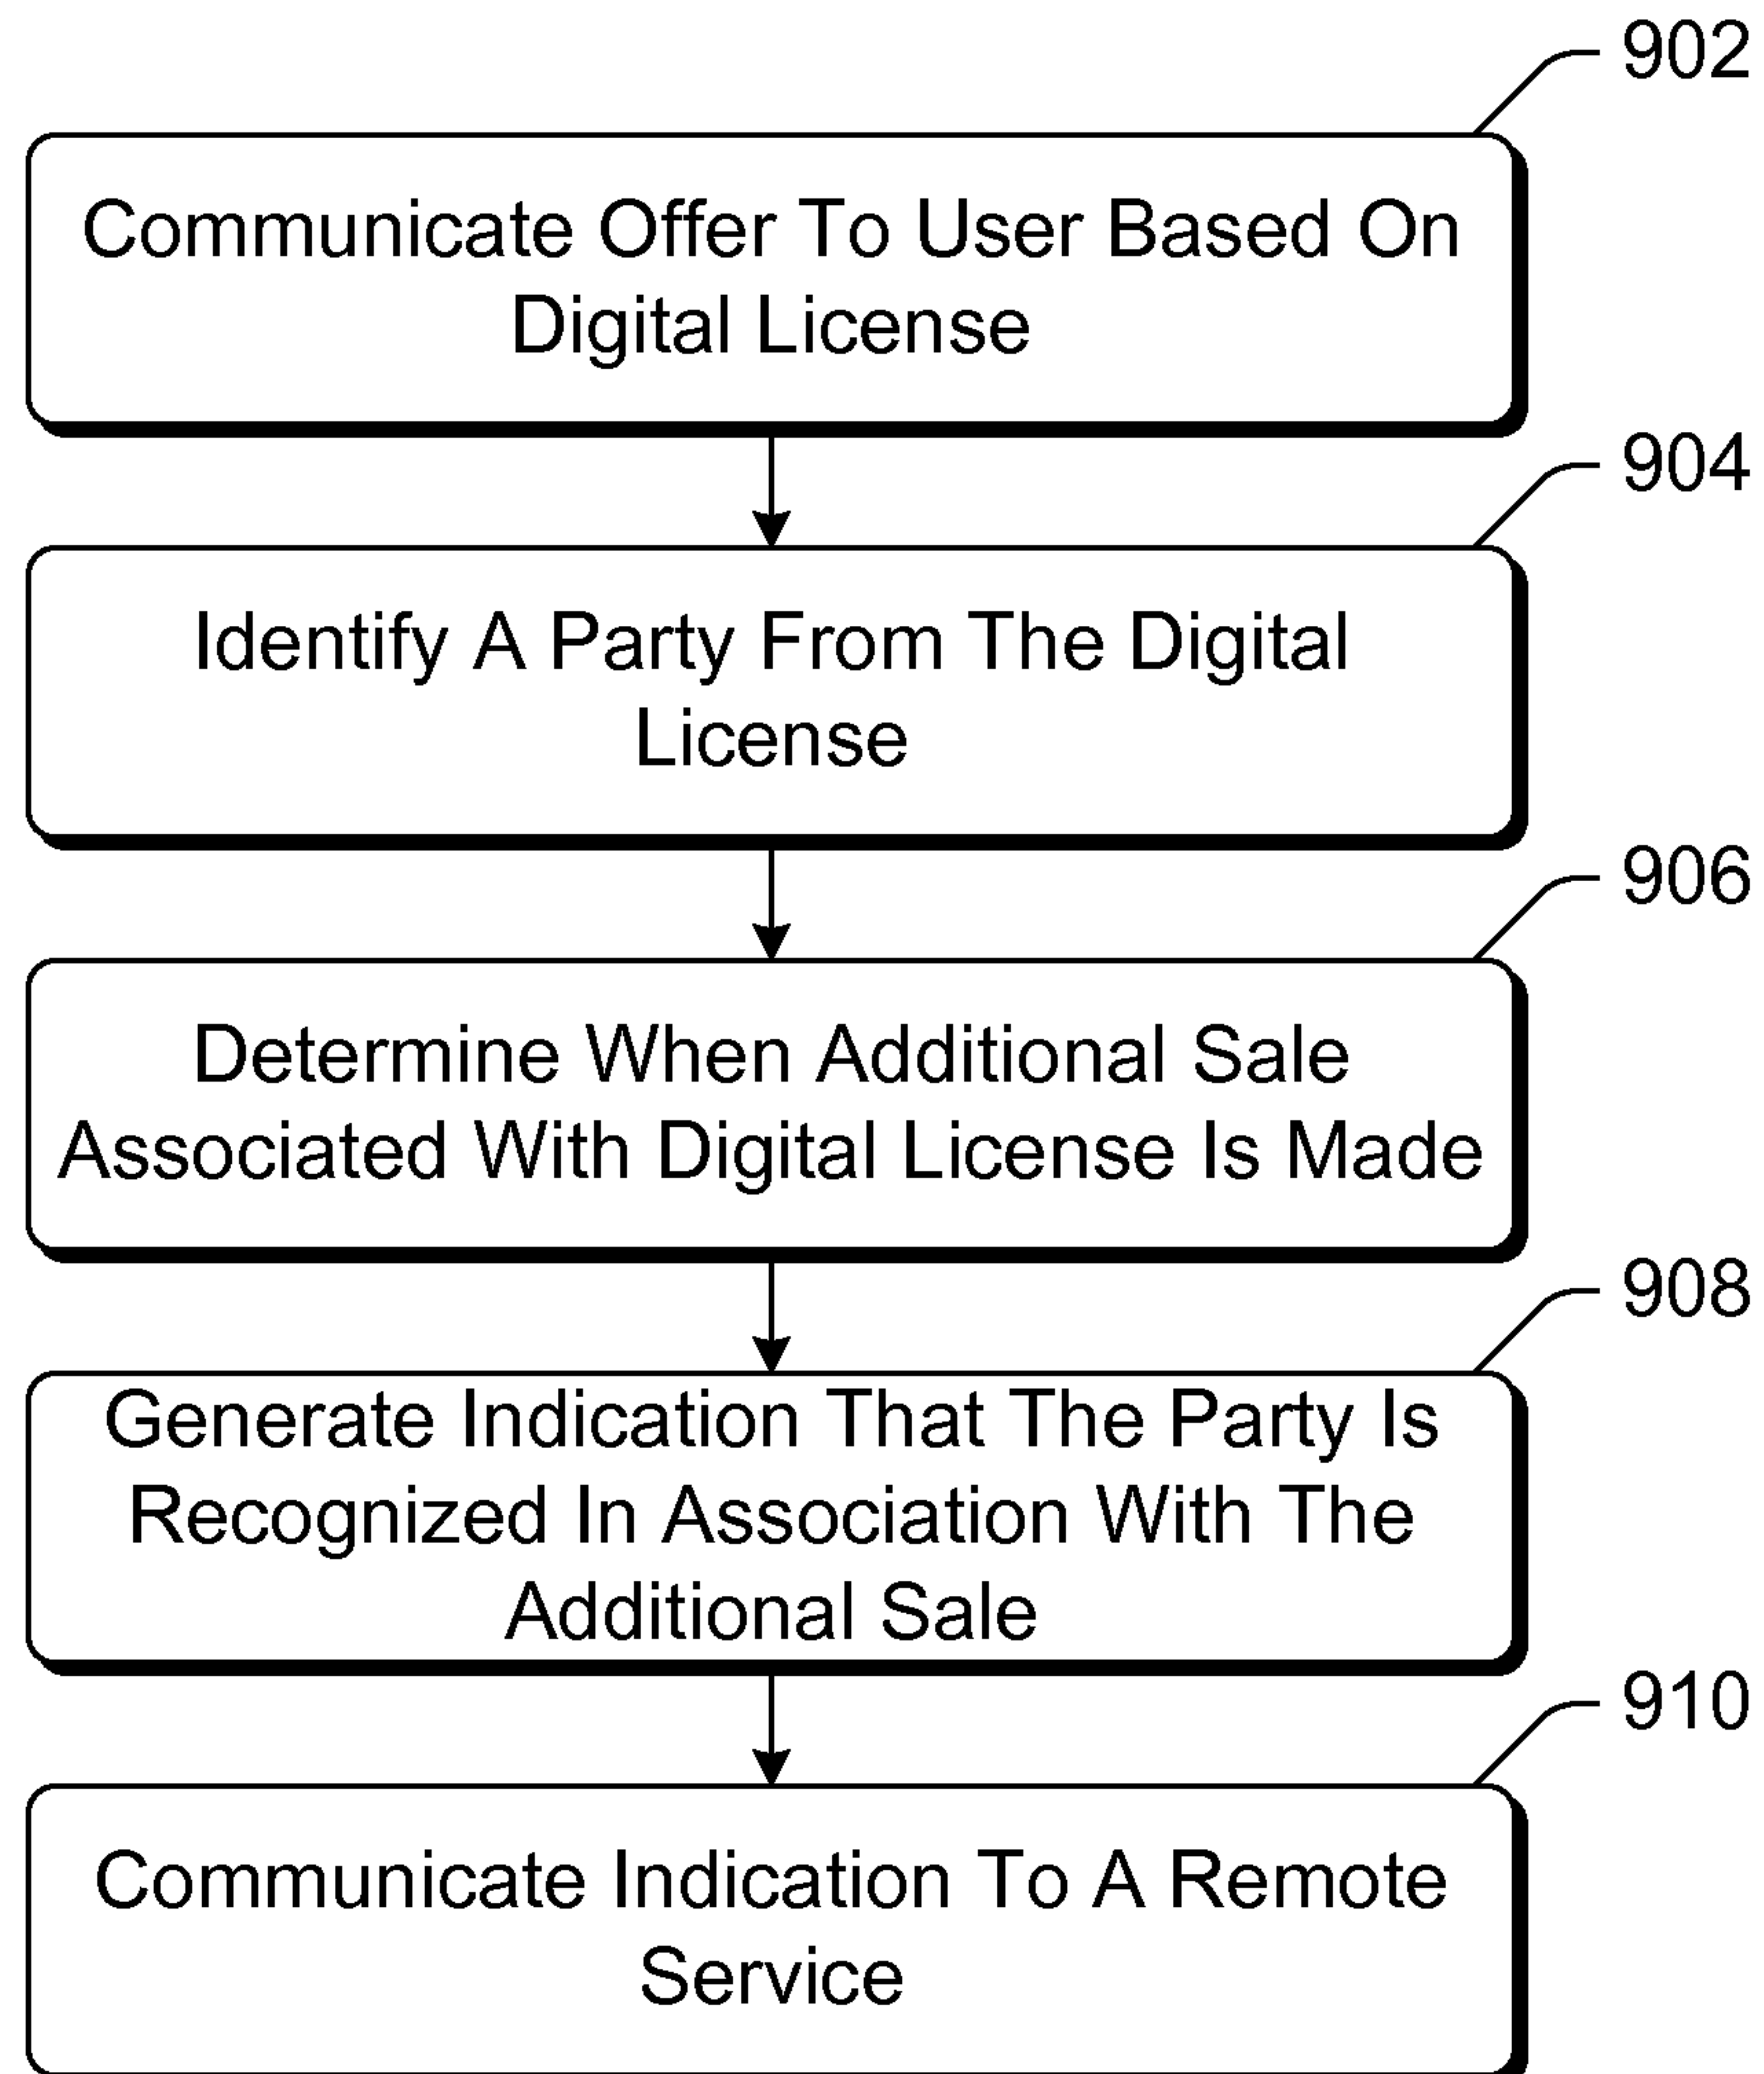 902
Communicate Offer To User Based On
Digital License
904
Identify A Party From The Digital
License
906
Determine When Additional Sale
Associated With Digital License Is Made
908
Generate Indication That The Party Is
Recognized In Association With The
Additional Sale
910
Communicate Indication To A Remote
Service